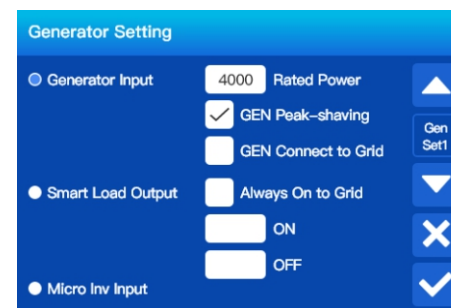 Generator Setting
Generator Input
4000 Rated Power
GEN Peak-shaving
GEN Connect to Grid
Gen
Set1
Smart Load Output
Always On to Grid
ON
OFF
Micro Inv Input